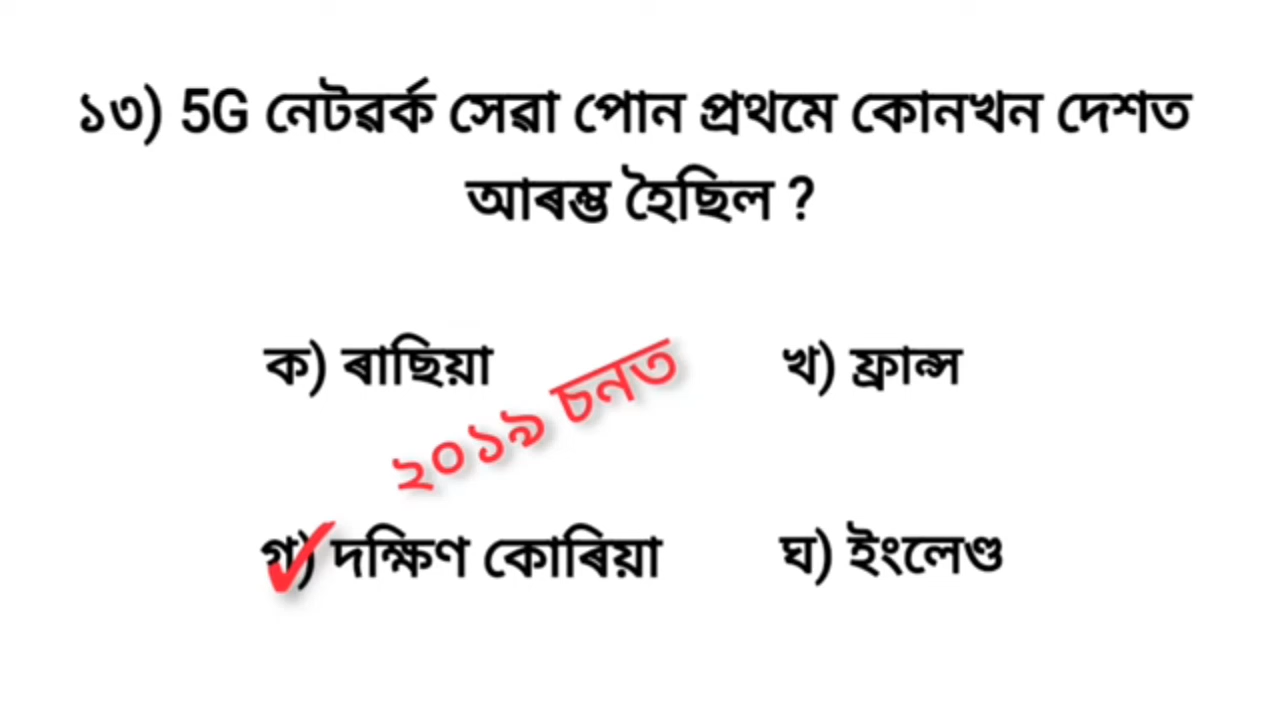 ১৩) 5G নেটৱৰ্ক সেৱা পোন প্ৰথমে কোনখন দেশত
আৰম্ভ হৈছিল ?
ক) ৰাছিয়া
খ) ফ্ৰান্স
২০১৯ চনত
গ) দক্ষিণ কোৰিয়া
ঘ) ইংলেণ্ড